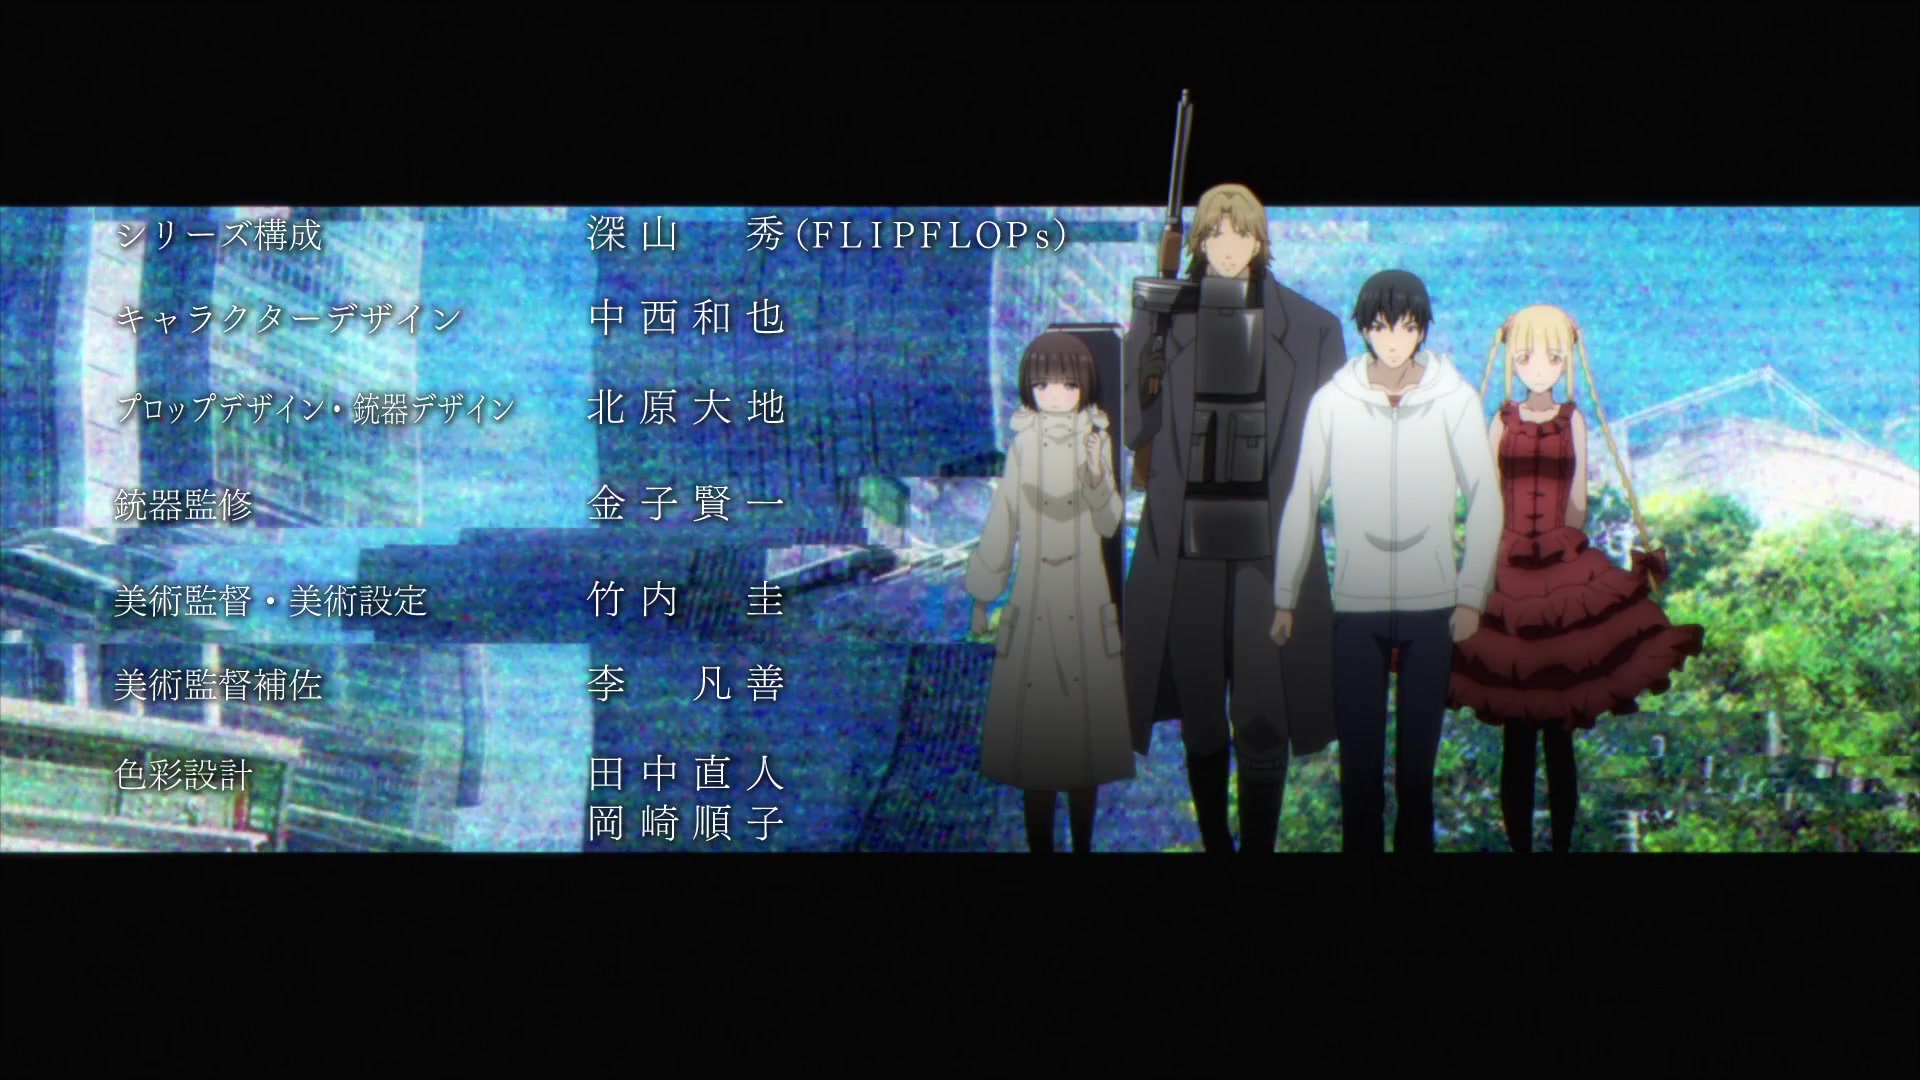 シリーズ構成 深山 秀(FLIPFLOPs)
キャラクターデザイン 中西和也
プロップデザイン・銃器デザイン 北原大地
銃器監修 金子賢一
美術監督・美術設定 竹内 圭
美術監督補佐 李 凡善
色彩設計 田中直人
岡崎順子